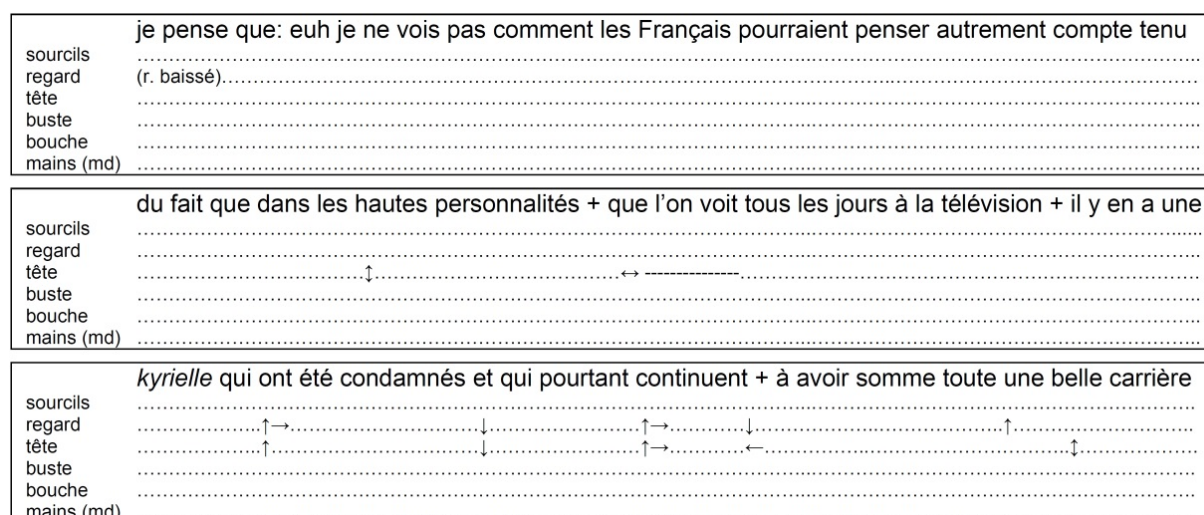 je pense que: euh je ne vois pas comment les Français pourraient penser autrement compte tenu
sourcils ……………………………………………………………………………
regard (r. baissé)……………………………………………………………………
tête ……………………………………………………………………………
buste ……………………………………………………………………………
bouche ……………………………………………………………………………
mains (md) ……………………………………………………………………………
du fait que dans les hautes personnalités + que l’on voit tous les jours à la télévision + il y en a une
sourcils ……………………………………………………………………………
regard ……………………………………………………………………………
tête ……………………↕……………………↔ ---------------……………………………
buste ……………………………………………………………………………
bouche ……………………………………………………………………………
mains (md) ……………………………………………………………………………
kyrielle qui ont été condamnés et qui pourtant continuent + à avoir somme toute une belle carrière
sourcils ……………………………………………………………………………
regard …………↑→………………↓……………↑→………↓……………………↑………………
tête …………↑…………………↓……………↑→………←…………………………↕…………
buste ……………………………………………………………………………
bouche ……………………………………………………………………………
mains (md)